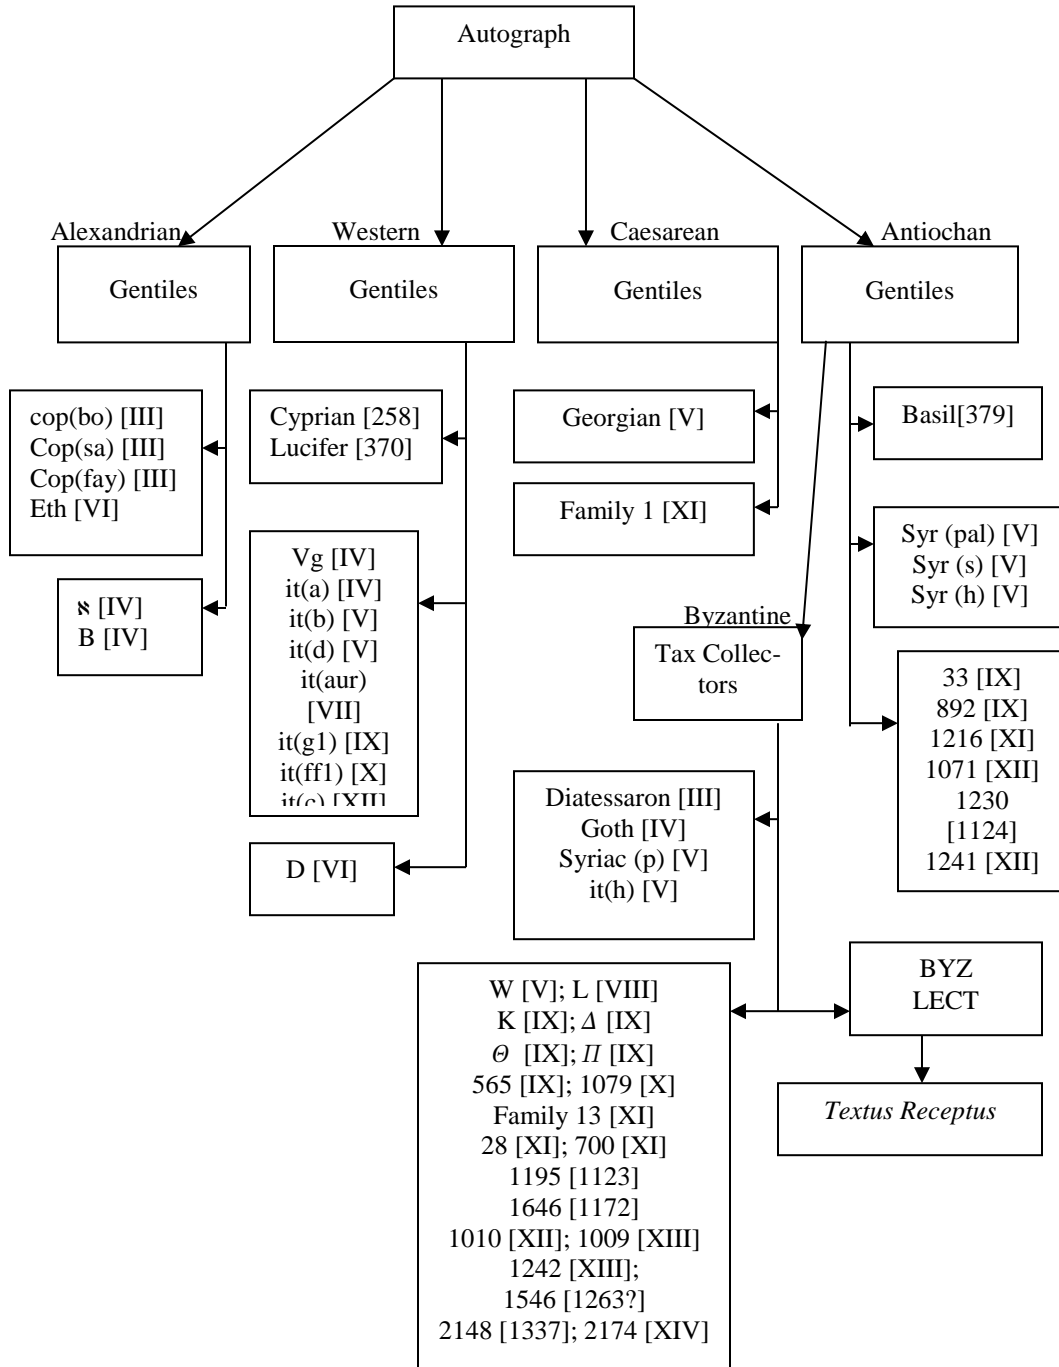 Autograph
Alexandrian
Western
Caesarean
Antiochan
Gentiles
Gentiles
Gentiles
Gentiles
cop(bo) [III]
Cop(sa) [III]
Cop(fay) [III]
Eth [VI]
א [IV]
B [IV]
Cyprian [258]
Lucifer [370]
Vg [IV]
it(a) [IV]
it(b) [V]
it(d) [V]
it(aur)
[VII]
it(g1) [IX]
it(ff1) [X]
it(c) [XII]
D [VI]
Georgian [V]
Family 1 [XI]
Byzantine
Tax Collec-
tors
Basil[379]
Syr (pal) [V]
Syr (s) [V]
Syr (h) [V]
33 [IX]
892 [IX]
1216 [XI]
1071 [XII]
1230
[1124]
1241 [XII]
Diatessaron [III]
Goth [IV]
Syriac (p) [V]
it(h) [V]
W [V]; L [VIII]
K [IX]; Δ [IX]
Θ [IX]; Π [IX]
565 [IX]; 1079 [X]
Family 13 [XI]
28 [XI]; 700 [XI]
1195 [1123]
1646 [1172]
1010 [XII]; 1009 [XIII]
1242 [XIII];
1546 [1263?]
2148 [1337]; 2174 [XIV]
BYZ
LECT
Textus Receptus